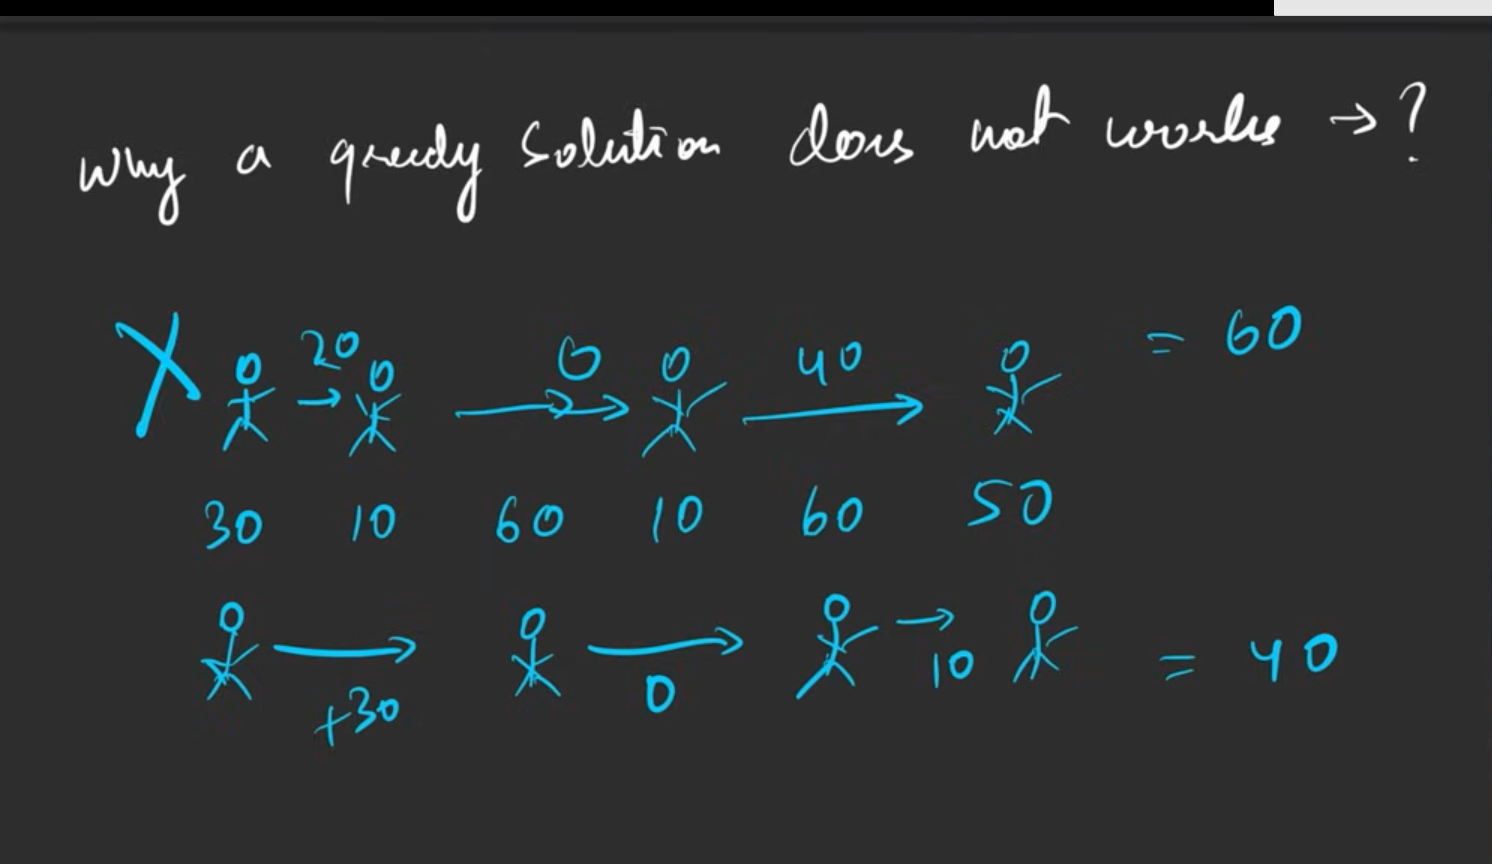 Why a greedy solution does not works → ?
X 20 → 0 → 40 → = 60
30 10 60 10 60 50
→ +30 → 0 → 10 = 40